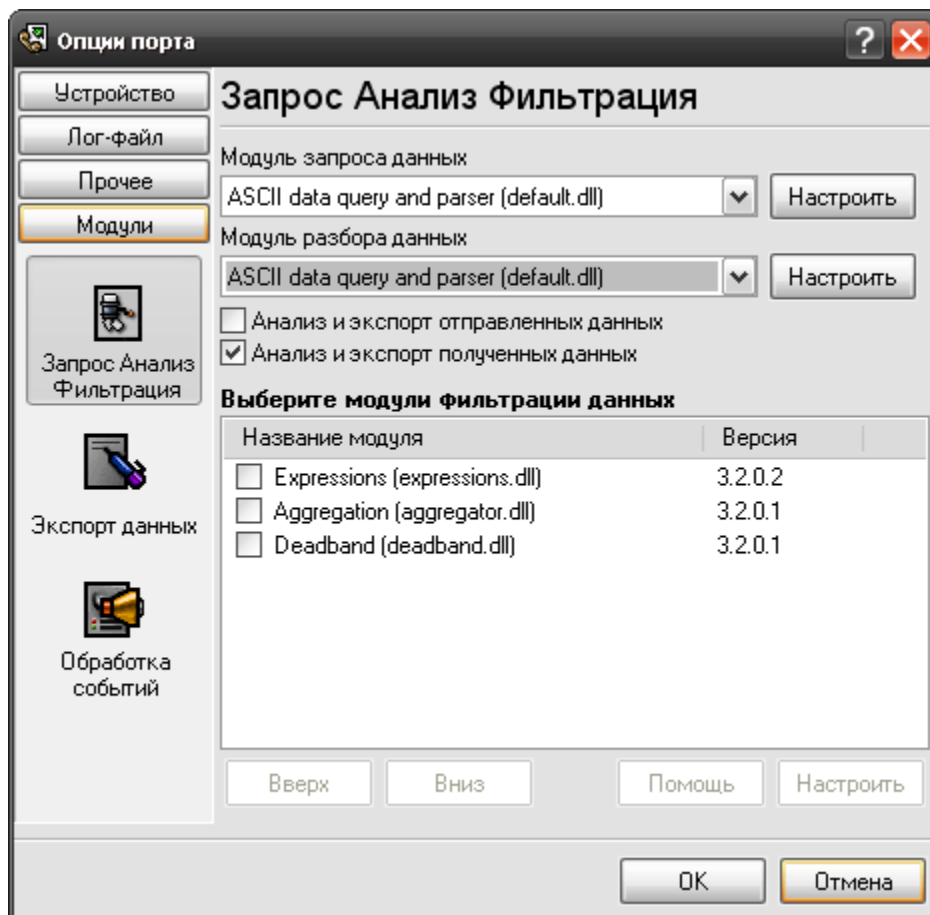 Опции порта
?
Устройство
Лог-файл
Прочее
Модули
Запрос Анализ
Фильтрация
Экспорт данных
Обработка
событий
Запрос Анализ Фильтрация
Модуль запроса данных
ASCII data query and parser (default.dll) Настроить
Модуль разбора данных
ASCII data query and parser (default.dll) Настроить
Анализ и экспорт отправленных данных
Анализ и экспорт полученных данных
Выберите модули фильтрации данных
Название модуля Версия
Expressions (expressions.dll) 3.2.0.2
Aggregation (aggregator.dll) 3.2.0.1
Deadband (deadband.dll) 3.2.0.1
Вверх Вниз Помощь Настроить
OK Отмена